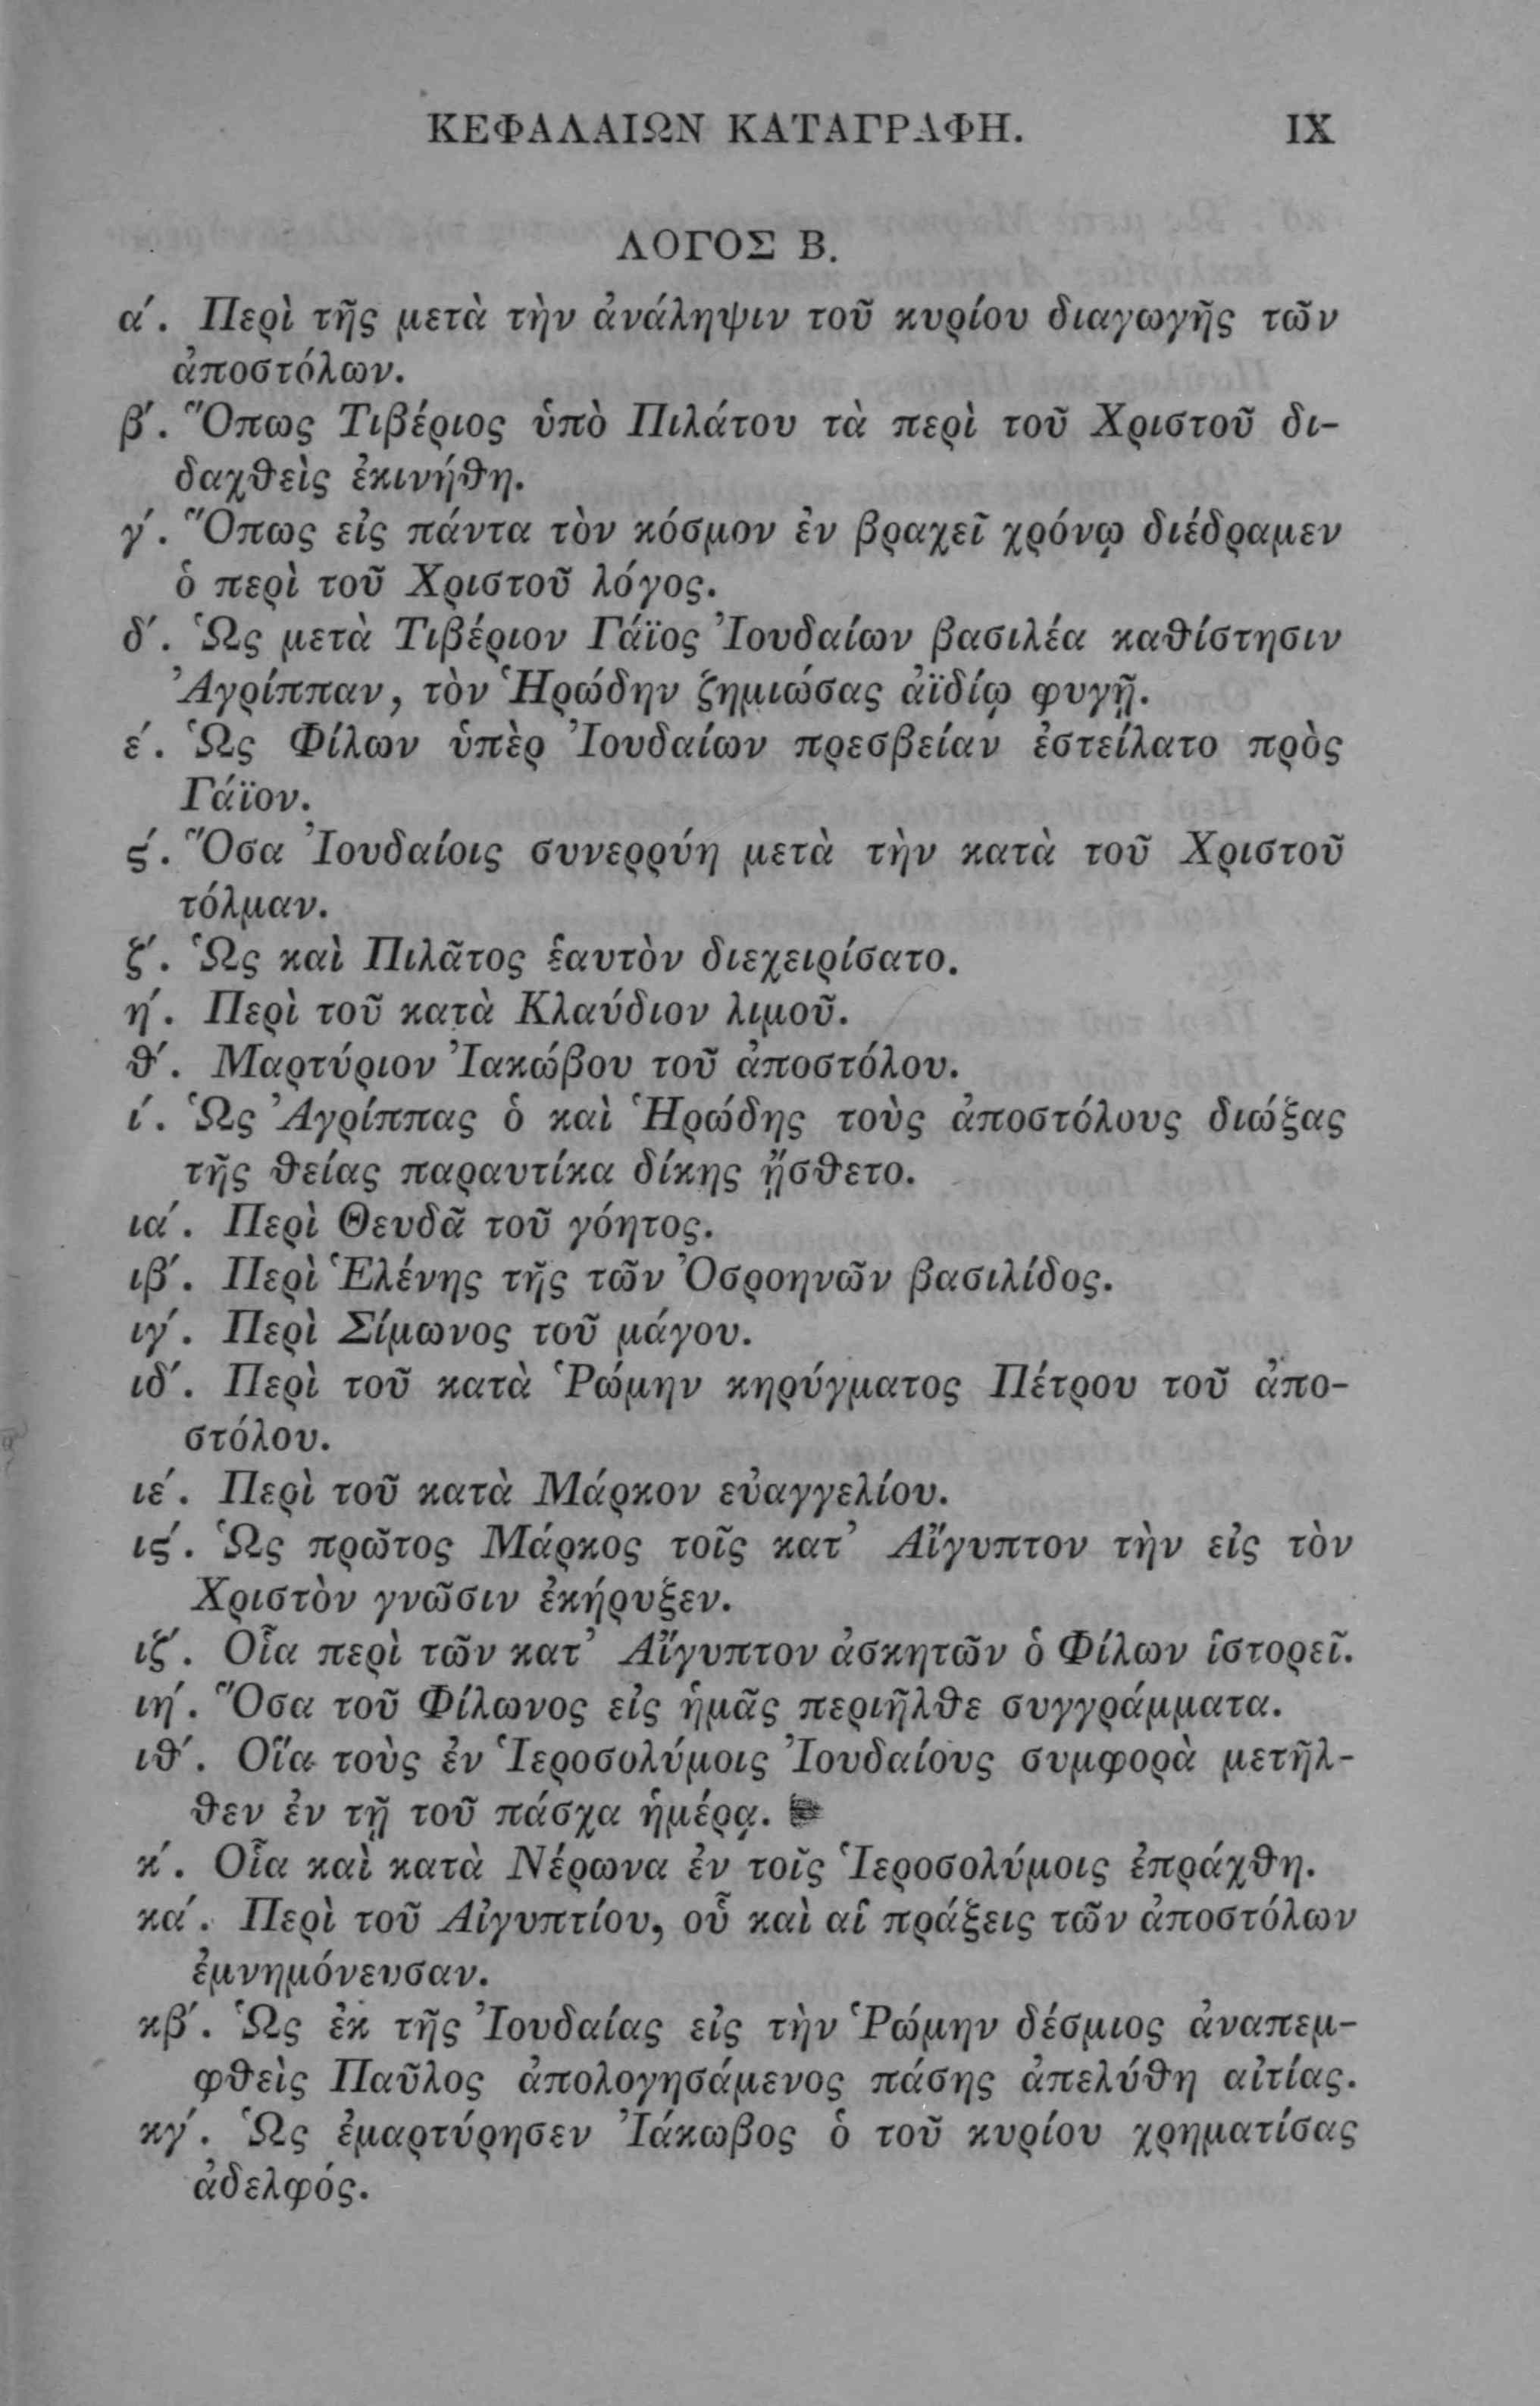 ΚΕΦΑΛΑΙΩΝ ΚΑΤΑΓΡΑΦΗ. IX
ΛΟΓΟΣ Β.
α΄. Περὶ τῆς μετὰ τὴν ἀνάληψιν τοῦ κυρίου διαγωγῆς τῶν
ἀποστόλων.
β΄. Ὅπως Τιβέριος ὑπὸ Πιλάτου τὰ περὶ τοῦ Χριστοῦ δι-
δαχθεὶς ἐκινήθη.
γ΄. Ὅπως εἰς πάντα τὸν κόσμον ἐν βραχεῖ χρόνῳ διέδραμεν
ὁ περὶ τοῦ Χριστοῦ λόγος.
δ΄. Ὡς μετὰ Τιβέριον Γάϊος Ἰουδαίων βασιλέα καθίστησιν
Ἀγρίππαν, τὸν Ἡρώδην ζημιώσας ἀϊδίῳ φυγῇ.
ε΄. Ὡς Φίλων ὑπὲρ Ἰουδαίων πρεσβείαν ἐστείλατο πρὸς
Γάϊον.
ϛ΄. Ὅσα Ἰουδαίοις συνερρύη μετὰ τὴν κατὰ τοῦ Χριστοῦ
τόλμαν.
ζ΄. Ὡς καὶ Πιλᾶτος ἑαυτὸν διεχειρίσατο.
η΄. Περὶ τοῦ κατὰ Κλαύδιον λιμοῦ.
θ΄. Μαρτύριον Ἰακώβου τοῦ ἀποστόλου.
ι΄. Ὡς Ἀγρίππας ὁ καὶ Ἡρώδης τοὺς ἀποστόλους διώξας
τῆς θείας παραυτίκα δίκης ᾔσθετο.
ια΄. Περὶ Θευδᾶ τοῦ γόητος.
ιβ΄. Περὶ Ἑλένης τῆς τῶν Ὀσροηνῶν βασιλίδος.
ιγ΄. Περὶ Σίμωνος τοῦ μάγου.
ιδ΄. Περὶ τοῦ κατὰ Ῥώμην κηρύγματος Πέτρου τοῦ ἀπο-
στόλου.
ιε΄. Περὶ τοῦ κατὰ Μάρκον εὐαγγελίου.
ιϛ΄. Ὡς πρῶτος Μάρκος τοῖς κατ’ Αἴγυπτον τὴν εἰς τὸν
Χριστὸν γνῶσιν ἐκήρυξεν.
ιζ΄. Οἷα περὶ τῶν κατ’ Αἴγυπτον ἀσκητῶν ὁ Φίλων ἱστορεῖ.
ιη΄. Ὅσα τοῦ Φίλωνος εἰς ἡμᾶς περιῆλθε συγγράμματα.
ιθ΄. Οἵα τοὺς ἐν Ἱεροσολύμοις Ἰουδαίους συμφορὰ μετῆλ-
θεν ἐν τῇ τοῦ πάσχα ἡμέρᾳ.
κ΄. Οἷα καὶ κατὰ Νέρωνα ἐν τοῖς Ἱεροσολύμοις ἐπράχθη.
κα΄. Περὶ τοῦ Αἰγυπτίου, οὗ καὶ αἱ πράξεις τῶν ἀποστόλων
ἐμνημόνευσαν.
κβ΄. Ὡς ἐκ τῆς Ἰουδαίας εἰς τὴν Ῥώμην δέσμιος ἀναπεμ-
φθεὶς Παῦλος ἀπολογησάμενος πάσης ἀπελύθη αἰτίας.
κγ΄. Ὡς ἐμαρτύρησεν Ἰάκωβος ὁ τοῦ κυρίου χρηματίσας
ἀδελφός.